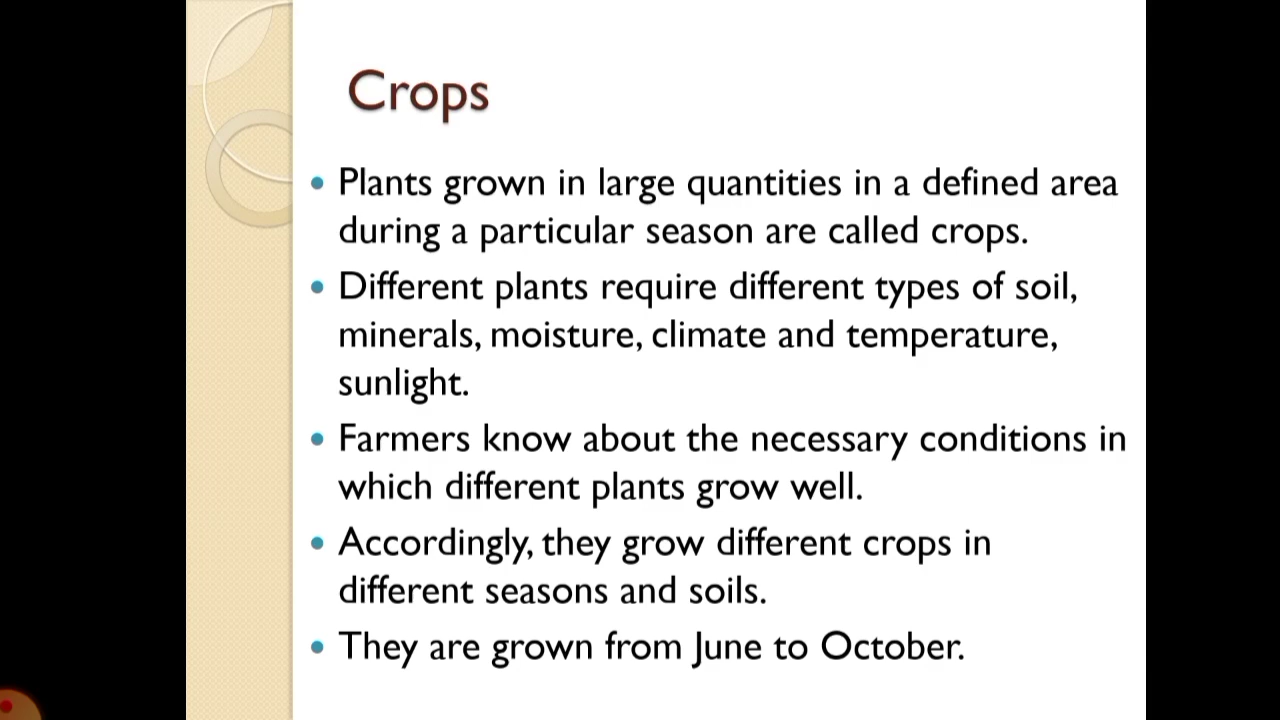 Crops
• Plants grown in large quantities in a defined area
during a particular season are called crops.
• Different plants require different types of soil,
minerals, moisture, climate and temperature,
sunlight.
• Farmers know about the necessary conditions in
which different plants grow well.
• Accordingly, they grow different crops in
different seasons and soils.
• They are grown from June to October.